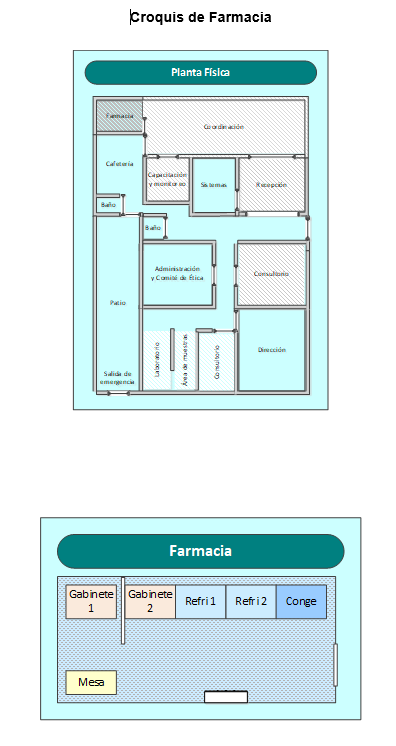 Croquis de Farmacia
Planta Física
Farmacia
Coordinación
Cafetería
Capacitación
y monitoreo
Sistemas
Recepción
Baño
Baño
Administración
y Comité de Ética
Consultorio
Patio
Laboratorio
Área de muestras
Consultorio
Dirección
Salida de
emergencia
Farmacia
Gabinete
1
Gabinete
2
Refri 1
Refri 2
Conge
Mesa